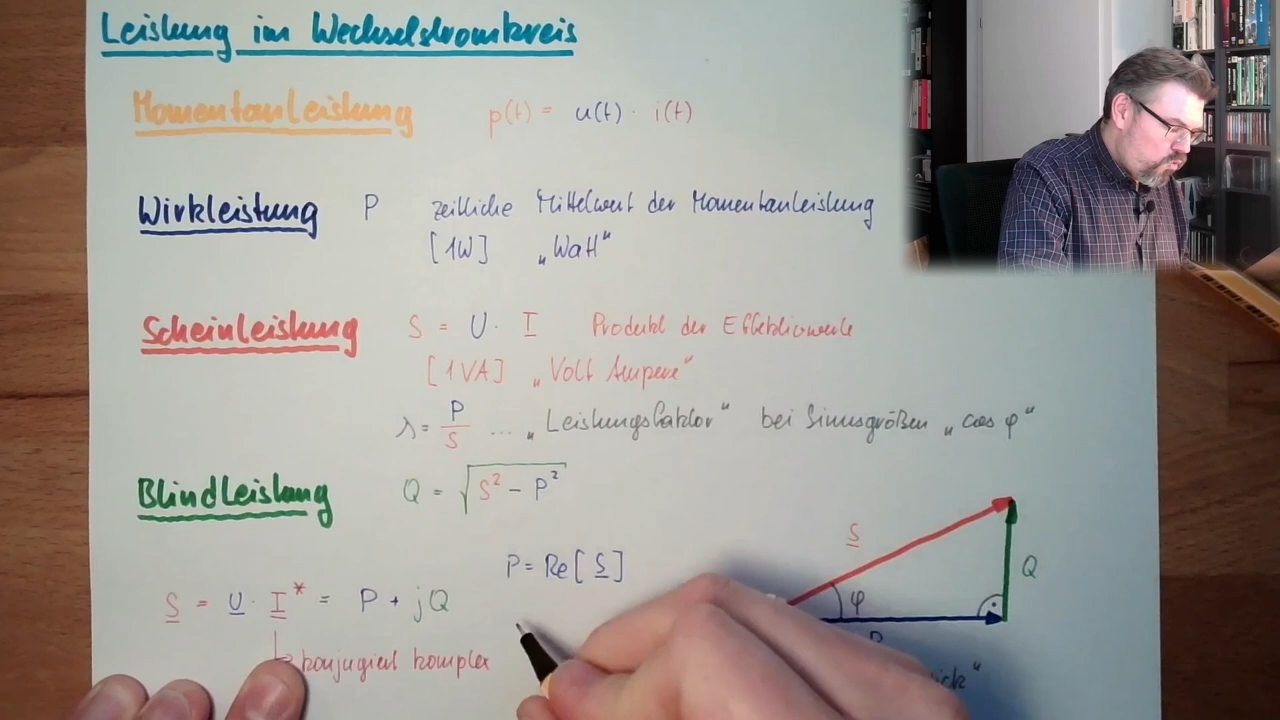 Leistung im Wechselstromkreis
Momentanleistung p(t) = u(t) · i(t)
Wirkleistung P zeitliche Mittelwert der Momentanleistung
[1W] „Watt"
Scheinleistung S = U · I Produkt der Effektivwerte
[1VA] „Volt Ampere"
λ = P/S ... „Leistungsfaktor" bei Sinusgrößen „cos φ"
Blindleistung Q = √(S² − P²)
S
Q
φ
P = Re[S]
S = U · I* = P + jQ
konjugiert komplex